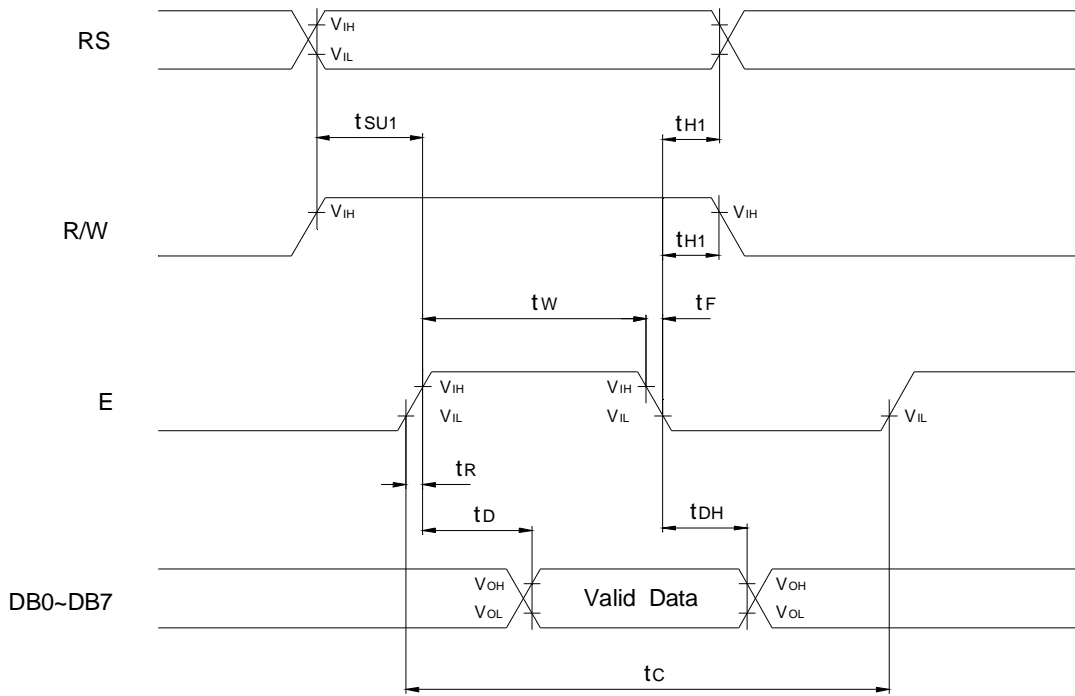 RS
VIH
VIL
tSU1
tH1
R/W
VIH
VIH
tH1
tW
tF
E
VIH
VIH
VIL
VIL
VIL
tR
tD
tDH
DB0~DB7
VOH
Valid Data
VOH
VOL
VOL
tC